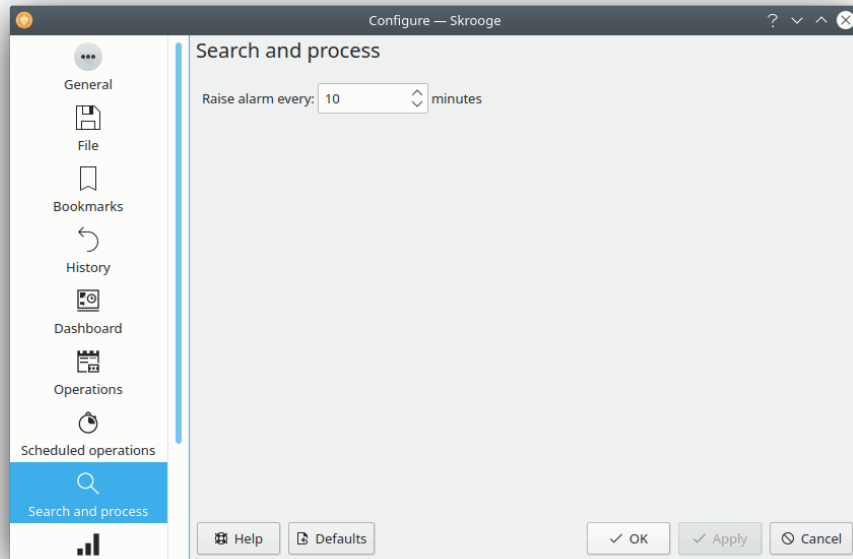 Configure — Skrooge
General
File
Bookmarks
History
Dashboard
Operations
Scheduled operations
Search and process
Search and process
Raise alarm every: 10 minutes
Help
Defaults
OK
Apply
Cancel